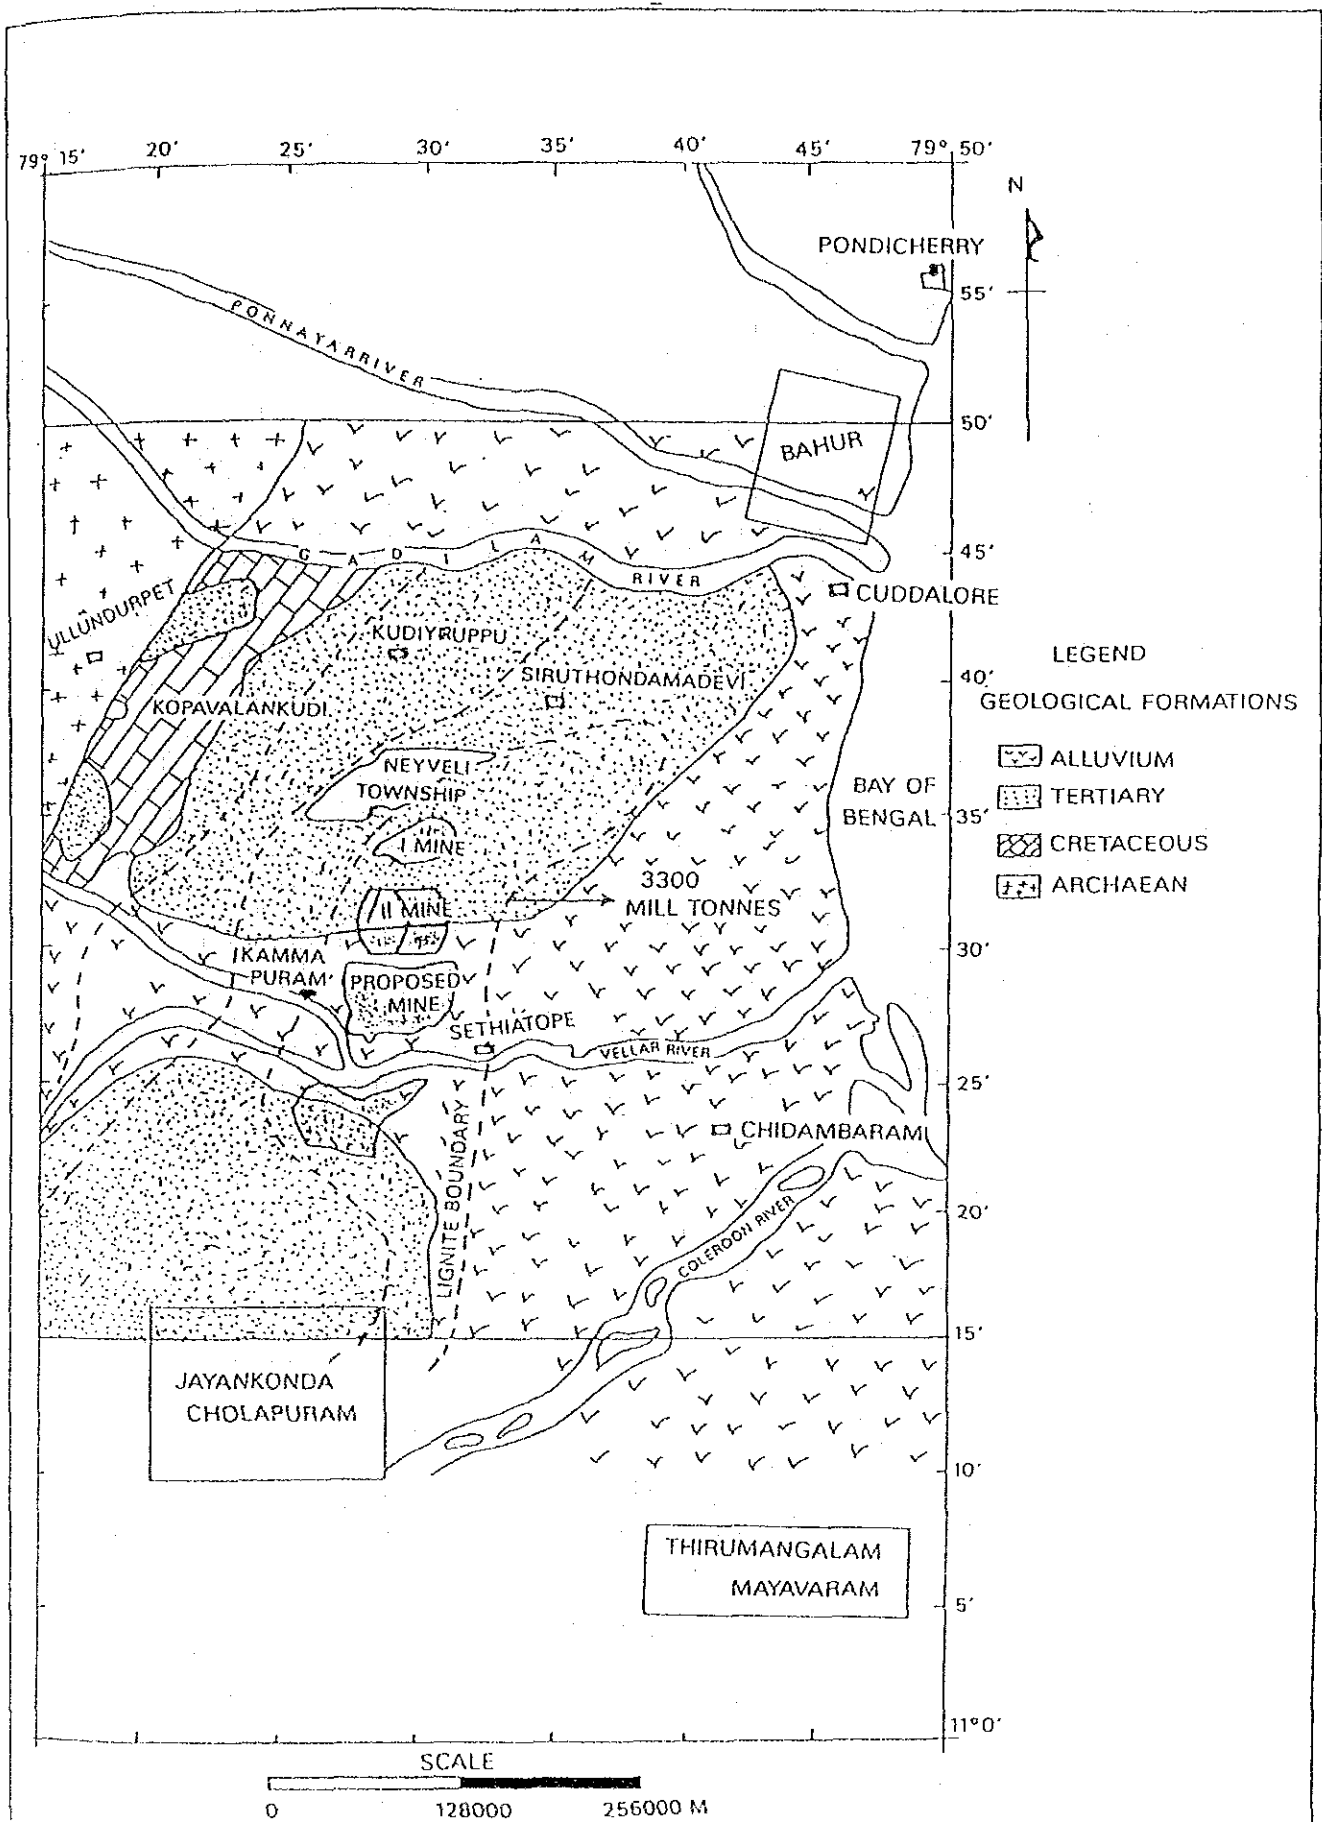 79° 15′ 20′ 25′ 30′ 35′ 40′ 45′ 79° 50′
N
PONDICHERRY
55′
PONNAYARRIVER
50′
BAHUR
45′
GADILAM
RIVER
CUDDALORE
ULLUNDURPET
KUDIYRUPPU
SIRUTHONDAMADEVI
40′
KOPAVALANKUDI
LEGEND
GEOLOGICAL FORMATIONS
ALLUVIUM
TERTIARY
CRETACEOUS
ARCHAEAN
NEYVELI
TOWNSHIP
BAY OF
BENGAL
35′
I MINE
3300
MILL TONNES
II MINE
30′
IKAMMA
PURAM
PROPOSED
MINE
SETHIATOPE
VELLAR RIVER
25′
CHIDAMBARAM
LIGNITE BOUNDARY
20′
COLEROON RIVER
15′
JAYANKONDA
CHOLAPURAM
10′
THIRUMANGALAM
MAYAVARAM
5′
11°0′
SCALE
0 128000 256000 M